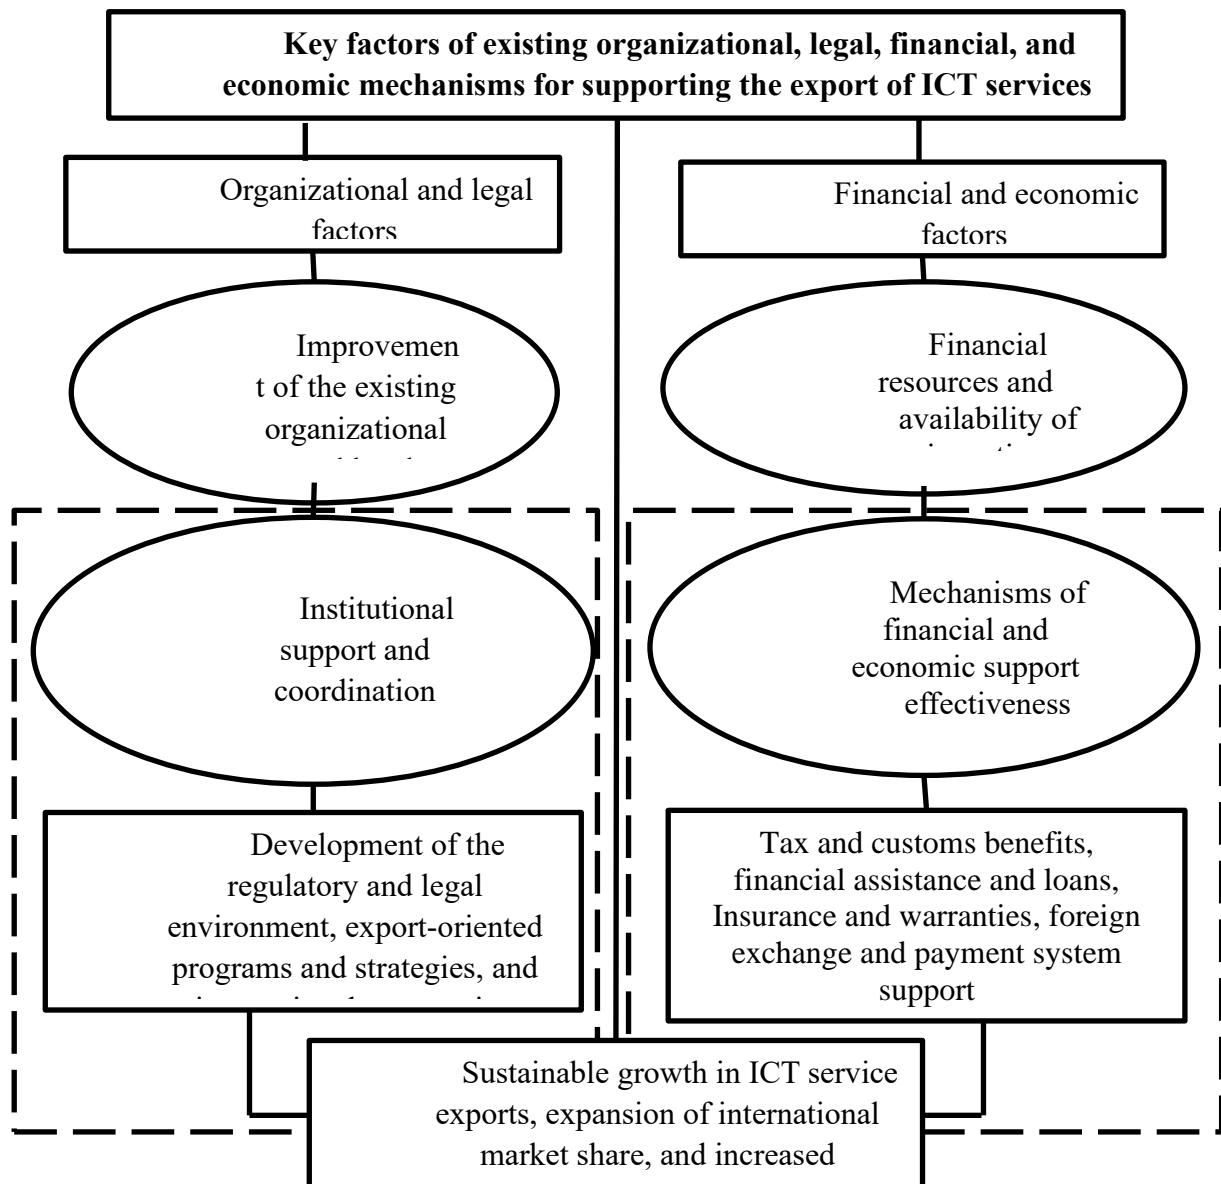 Key factors of existing organizational, legal, financial, and
economic mechanisms for supporting the export of ICT services
Organizational and legal
factors
Financial and economic
factors
Improvemen
t of the existing
organizational
Financial
resources and
availability of
Institutional
support and
coordination
Mechanisms of
financial and
economic support
effectiveness
Development of the
regulatory and legal
environment, export-oriented
programs and strategies, and
Tax and customs benefits,
financial assistance and loans,
Insurance and warranties, foreign
exchange and payment system
support
Sustainable growth in ICT service
exports, expansion of international
market share, and increased